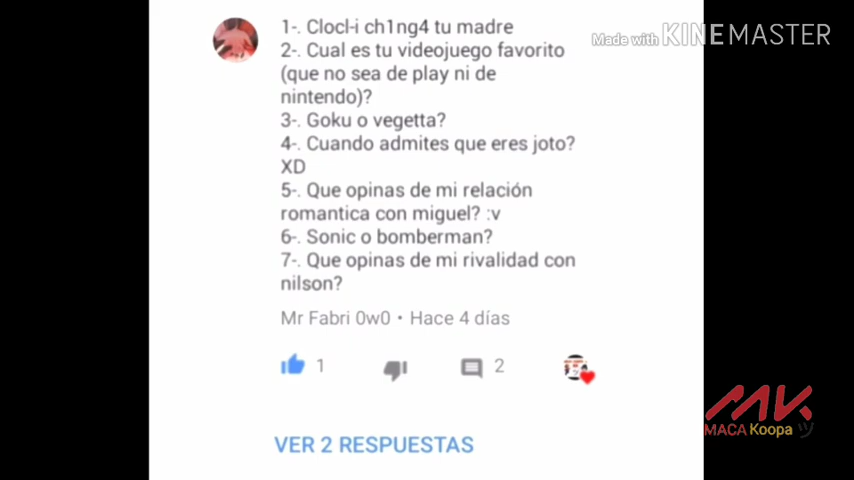 1-. Clocl-i ch1ng4 tu madre
2-. Cual es tu videojuego favorito
(que no sea de play ni de
nintendo)?
3-. Goku o vegetta?
4-. Cuando admites que eres joto?
XD
5-. Que opinas de mi relación
romantica con miguel? :v
6-. Sonic o bomberman?
7-. Que opinas de mi rivalidad con
nilson?
Mr Fabri 0w0 • Hace 4 días
1
2
VER 2 RESPUESTAS
Made with KINEMASTER
MK
MACA Koopa ツ